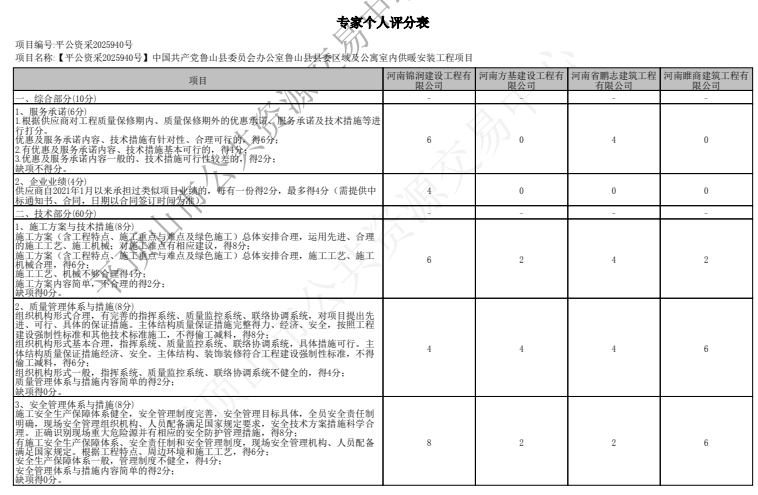 专家个人评分表
项目编号:平公资采2025940号
项目名称:【平公资采2025940号】中国共产党鲁山县委员会办公室鲁山县县委区域及公寓室内供暖安装工程项目
项目 河南锦润建设工程有限公司 河南方基建设工程有限公司 河南省鹏志建筑工程有限公司 河南睢商建筑工程有限公司
一、综合部分(10分) - - - -
1、服务承诺(6分)
1.根据供应商对工程质量保修期内、质量保修期外的优惠承诺、服务承诺及技术措施等进
行打分。
优惠及服务承诺内容、技术措施有针对性、合理可行的，得6分；
2.有优惠及服务承诺内容、技术措施基本可行的，得4分；
3.优惠及服务承诺内容一般的、技术措施可行性较差的，得2分；
缺项不得分。
6 0 4 0
2、企业业绩(4分)
供应商自2021年1月以来承担过类似项目业绩的，每有一份得2分，最多得4分（需提供中
标通知书、合同，日期以合同签订时间为准）
4 0 0 0
二、技术部分(60分) - - - -
1、施工方案与技术措施(8分)
施工方案（含工程特点、施工重点与难点及绿色施工）总体安排合理，运用先进、合理
的施工工艺、施工机械；对施工难点有相应建议，得8分；
施工方案（含工程特点、施工重点与难点及绿色施工）总体安排合理，施工工艺、施工
机械合理，得6分；
施工工艺、机械不够合理得4分；
施工方案内容简单，不合理的得2分；
缺项得0分。
6 2 4 2
2、质量管理体系与措施(8分)
组织机构形式合理，有完善的指挥系统、质量监控系统、联络协调系统，对项目提出先
进、可行、具体的保证措施。主体结构质量保证措施完整得力、经济、安全，按照工程
建设强制性标准和其他技术标准施工，不得偷工减料，得8分；
组织机构形式基本合理，指挥系统、质量监控系统、联络协调系统，具体措施可行。主
体结构质量保证措施经济、安全。主体结构、装饰装修符合工程建设强制性标准，不得
偷工减料，得6分；
组织机构形式一般，指挥系统、质量监控系统、联络协调系统不健全的，得4分；
质量管理体系与措施内容简单的得2分；
缺项得0分。
4 4 4 6
3、安全管理体系与措施(8分)
施工安全生产保障体系健全，安全管理制度完善，安全管理目标具体，全员安全责任制
明确，现场安全管理组织机构、人员配备满足国家规定要求，安全技术方案措施科学合
理。正确识别现场重大危险源并有相应的安全防护管理措施，得8分；
有施工安全生产保障体系、安全责任制和安全管理制度，现场安全管理机构、人员配备
满足国家规定。根据工程特点、周边环境和施工工艺，得6分；
安全生产保障体系一般，管理制度不健全，得4分；
安全管理体系与措施内容简单的得2分；
缺项得0分。
8 2 2 6